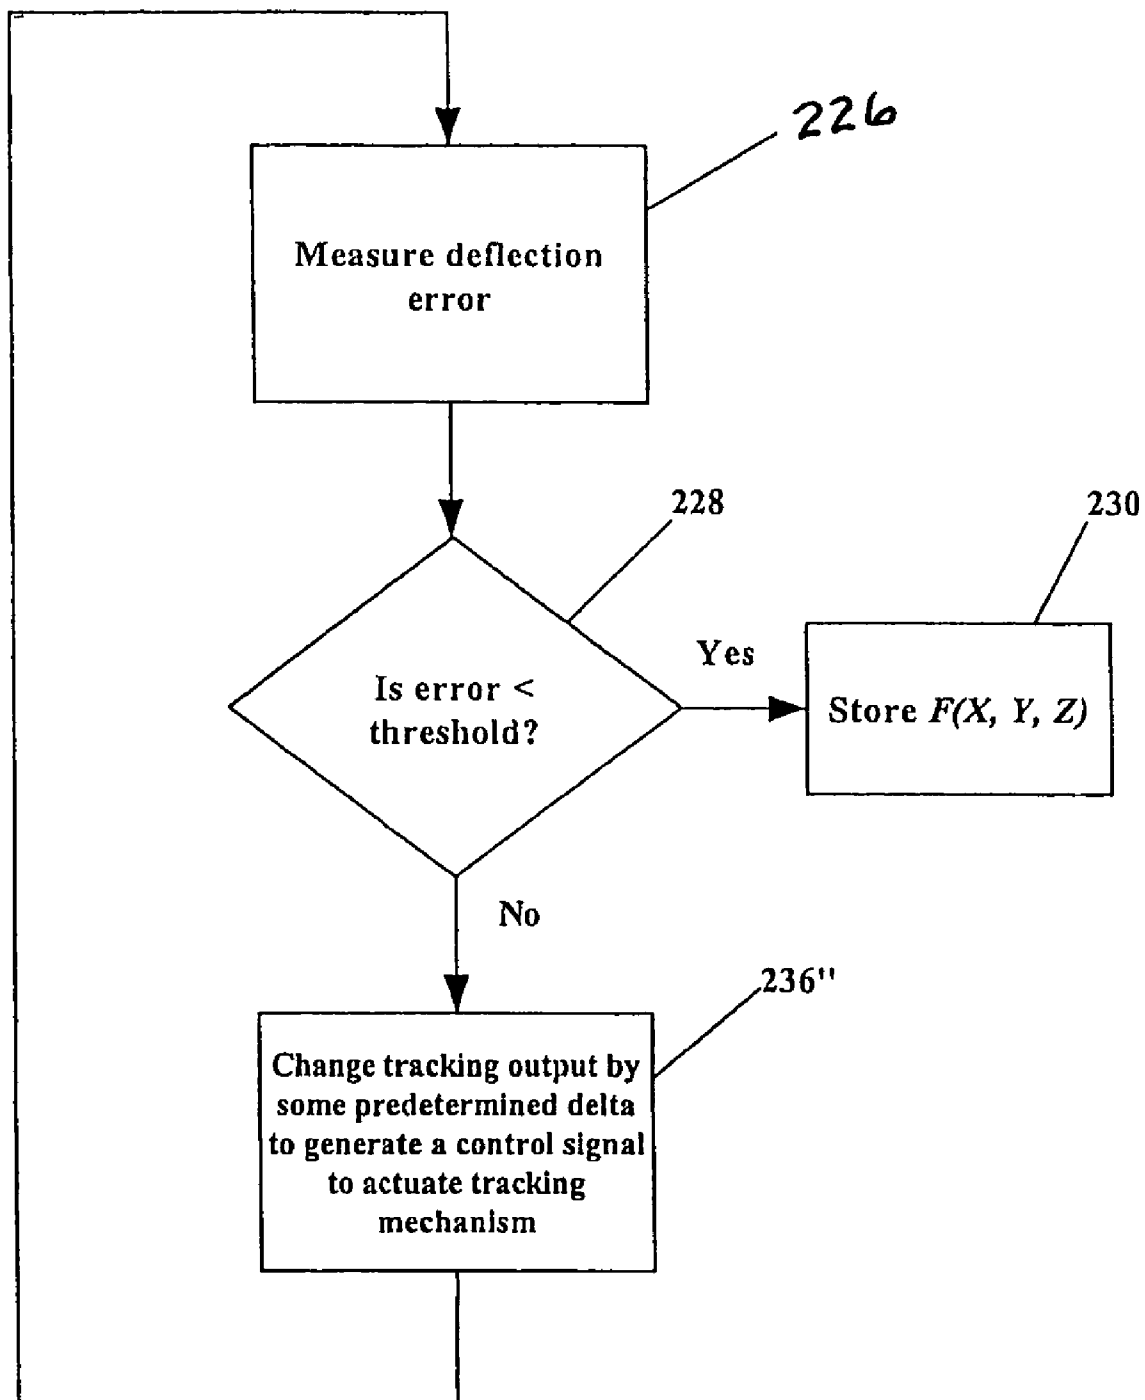 226
Measure deflection
error
228
230
Yes
Is error <
threshold?
Store F(X, Y, Z)
No
236"
Change tracking output by
some predetermined delta
to generate a control signal
to actuate tracking
mechanism